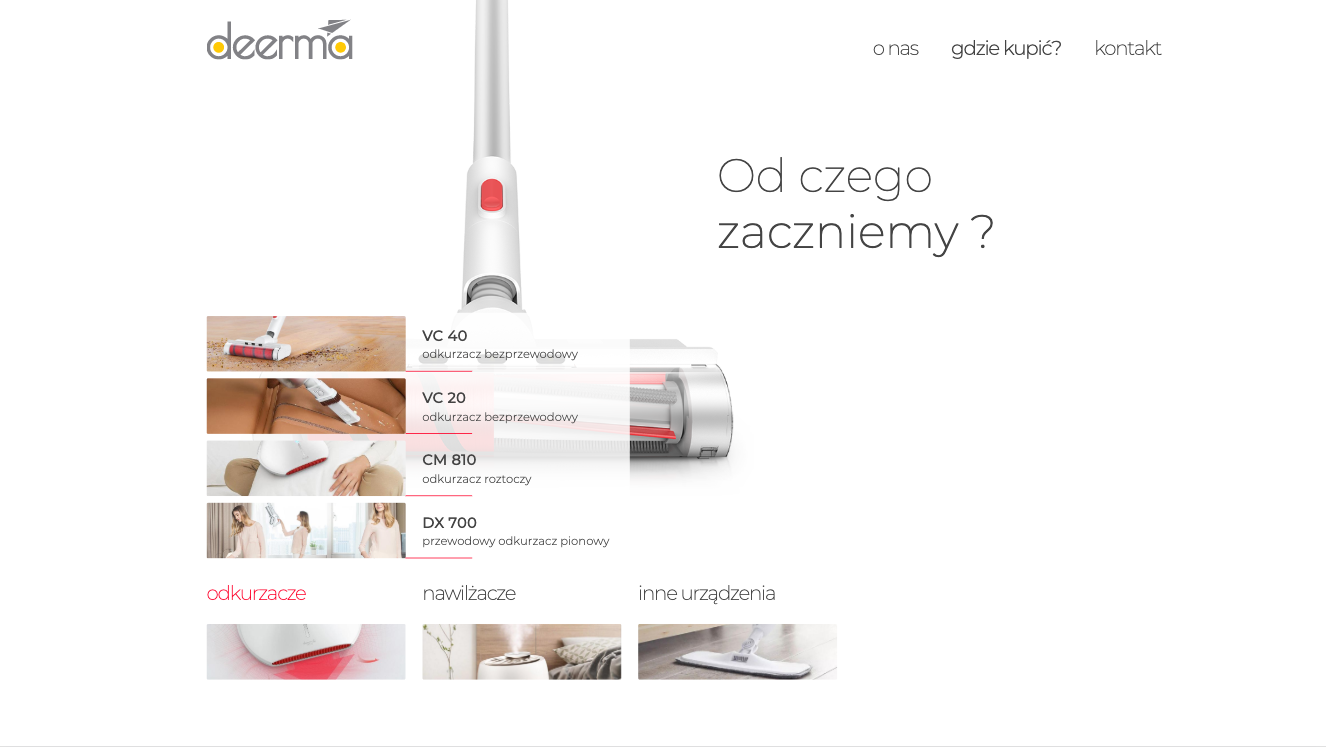 deerma
o nas
gdzie kupić?
kontakt
Od czego
zaczniemy ?
VC 40
odkurzacz bezprzewodowy
VC 20
odkurzacz bezprzewodowy
CM 810
odkurzacz roztoczy
DX 700
przewodowy odkurzacz pionowy
odkurzacze
nawilżacze
inne urządzenia